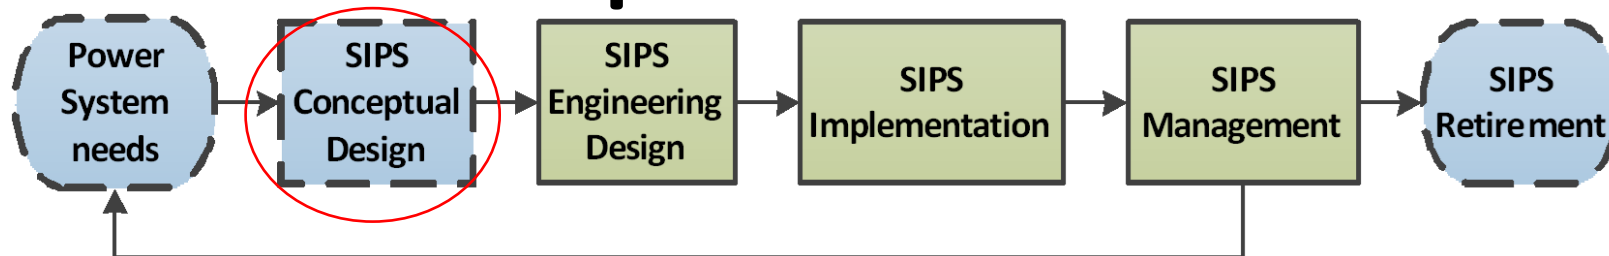 Power
System
needs
SIPS
Conceptual
Design
SIPS
Engineering
Design
SIPS
Implementation
SIPS
Management
SIPS
Retirement